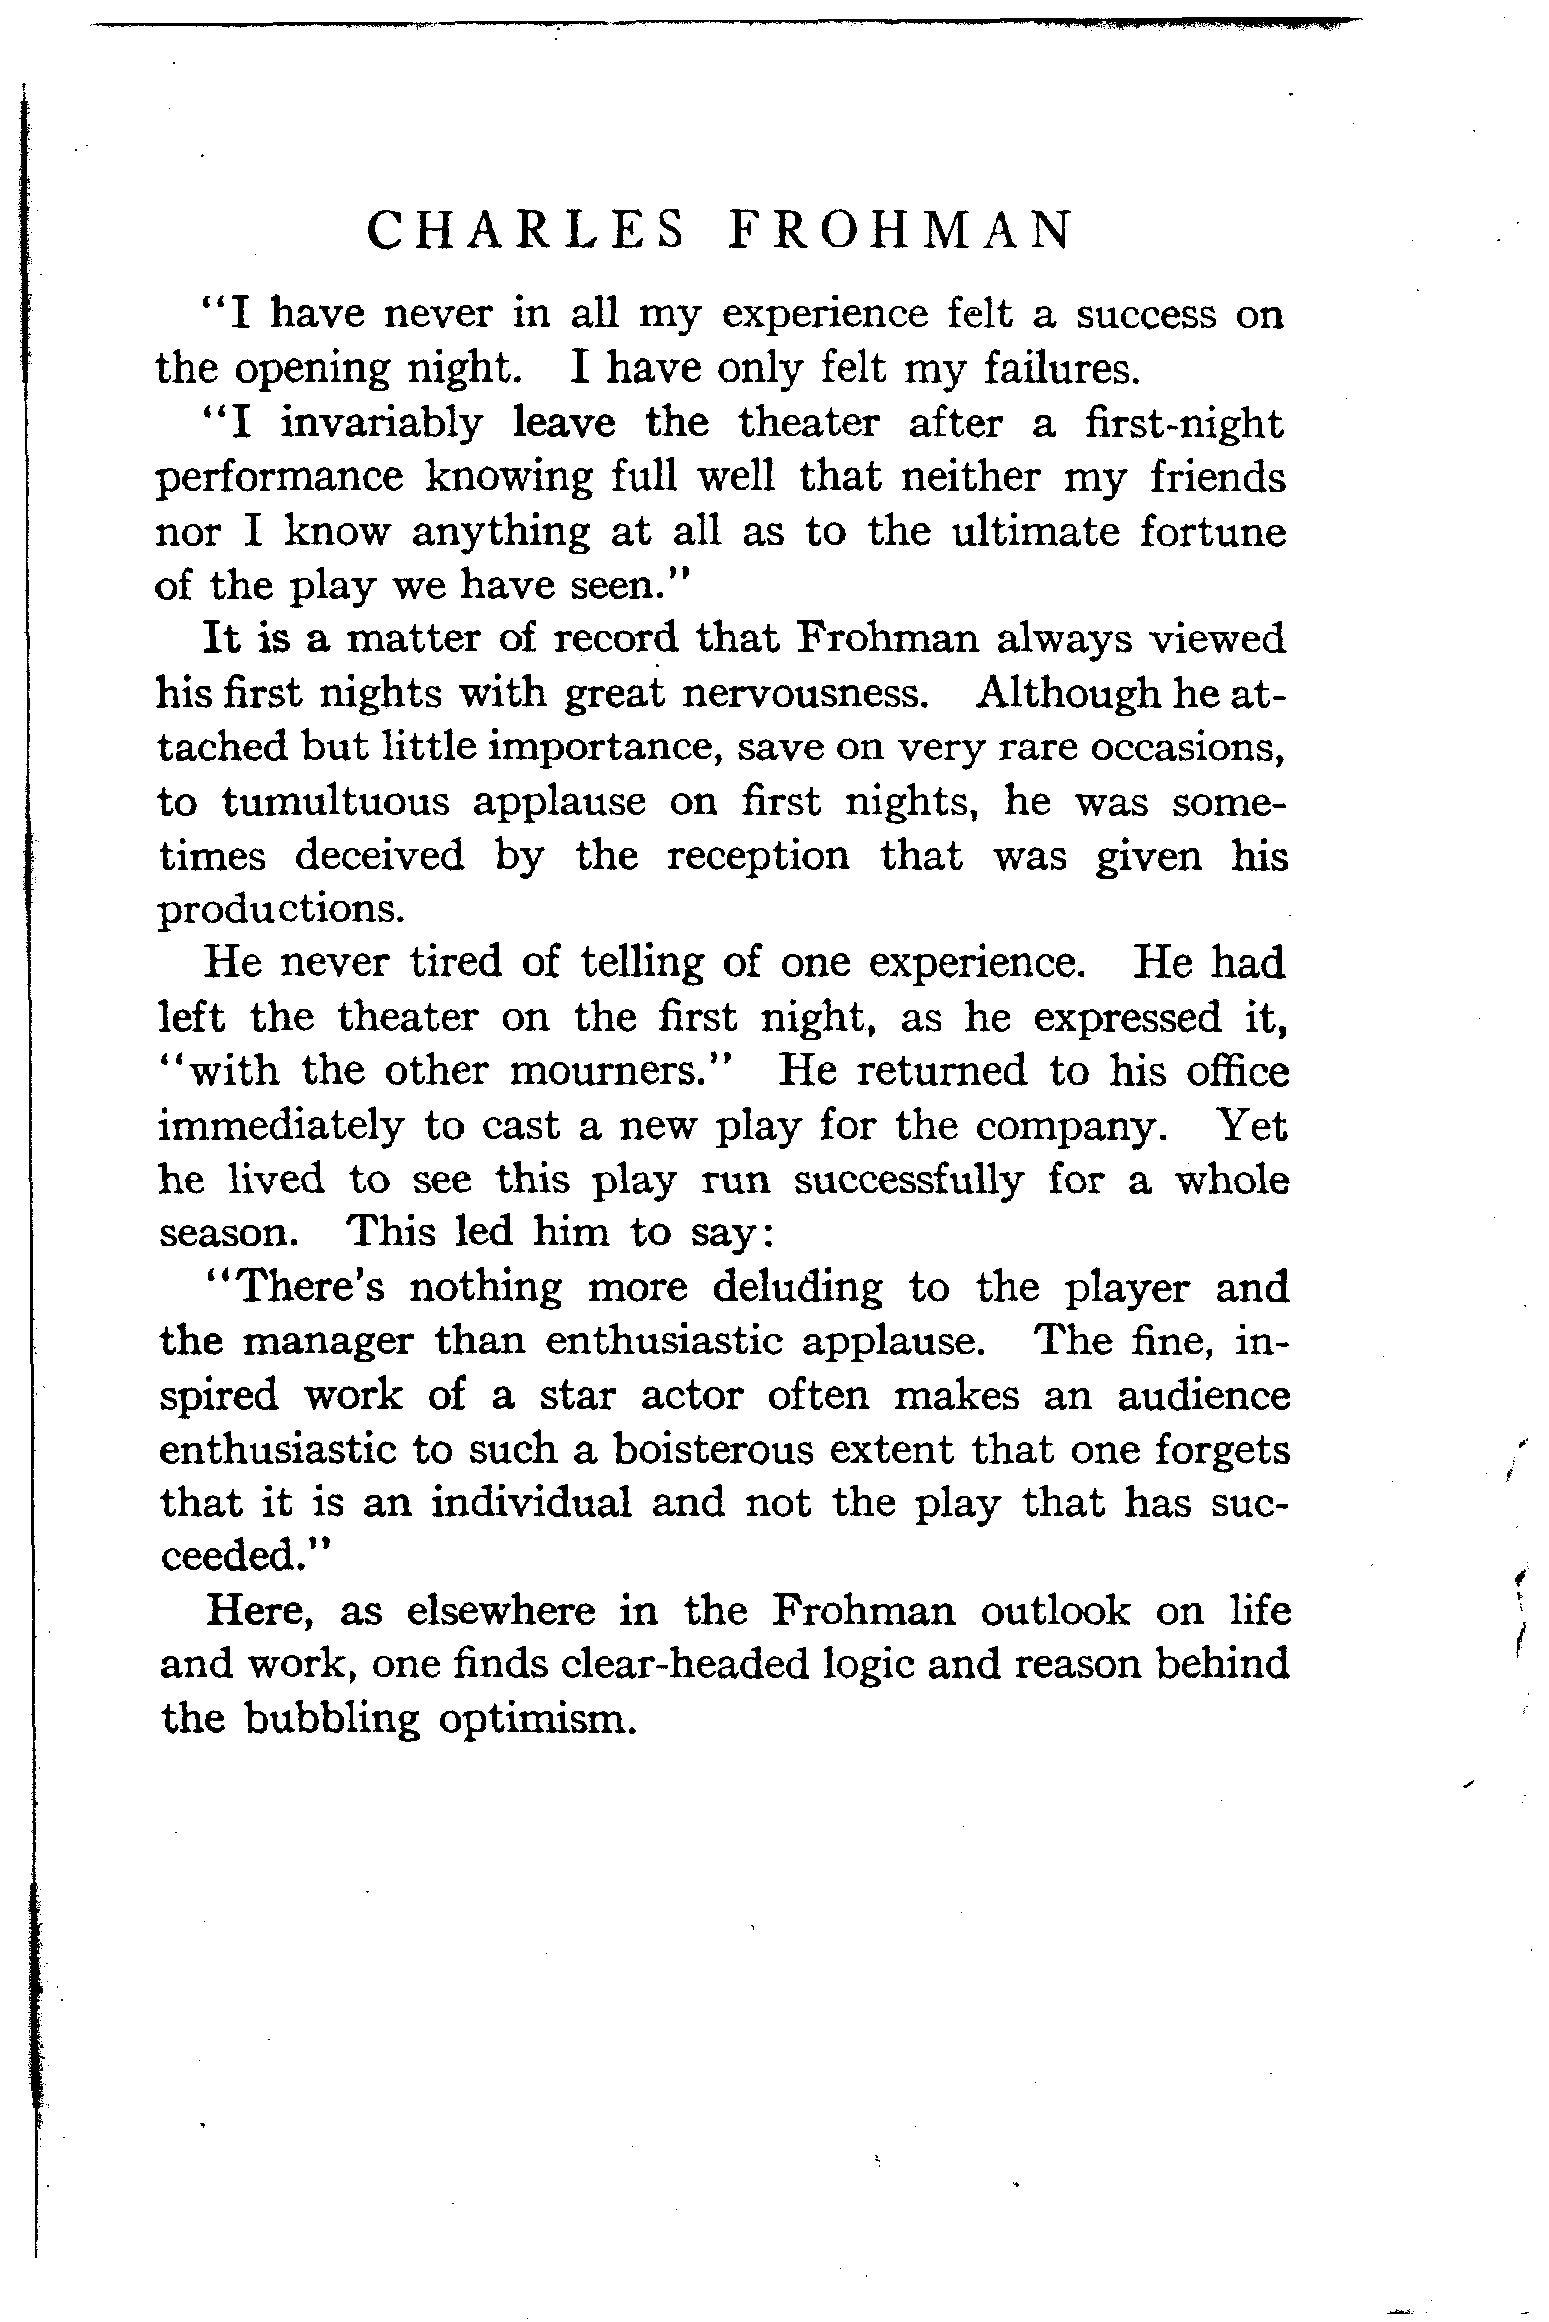 CHARLES FROHMAN
"I have never in all my experience felt a success on
the opening night. I have only felt my failures.
"I invariably leave the theater after a first-night
performance knowing full well that neither my friends
nor I know anything at all as to the ultimate fortune
of the play we have seen."
It is a matter of record that Frohman always viewed
his first nights with great nervousness. Although he at-
tached but little importance, save on very rare occasions,
to tumultuous applause on first nights, he was some-
times deceived by the reception that was given his
productions.
He never tired of telling of one experience. He had
left the theater on the first night, as he expressed it,
"with the other mourners." He returned to his office
immediately to cast a new play for the company. Yet
he lived to see this play run successfully for a whole
season. This led him to say:
"There's nothing more deluding to the player and
the manager than enthusiastic applause. The fine, in-
spired work of a star actor often makes an audience
enthusiastic to such a boisterous extent that one forgets
that it is an individual and not the play that has suc-
ceeded."
Here, as elsewhere in the Frohman outlook on life
and work, one finds clear-headed logic and reason behind
the bubbling optimism.